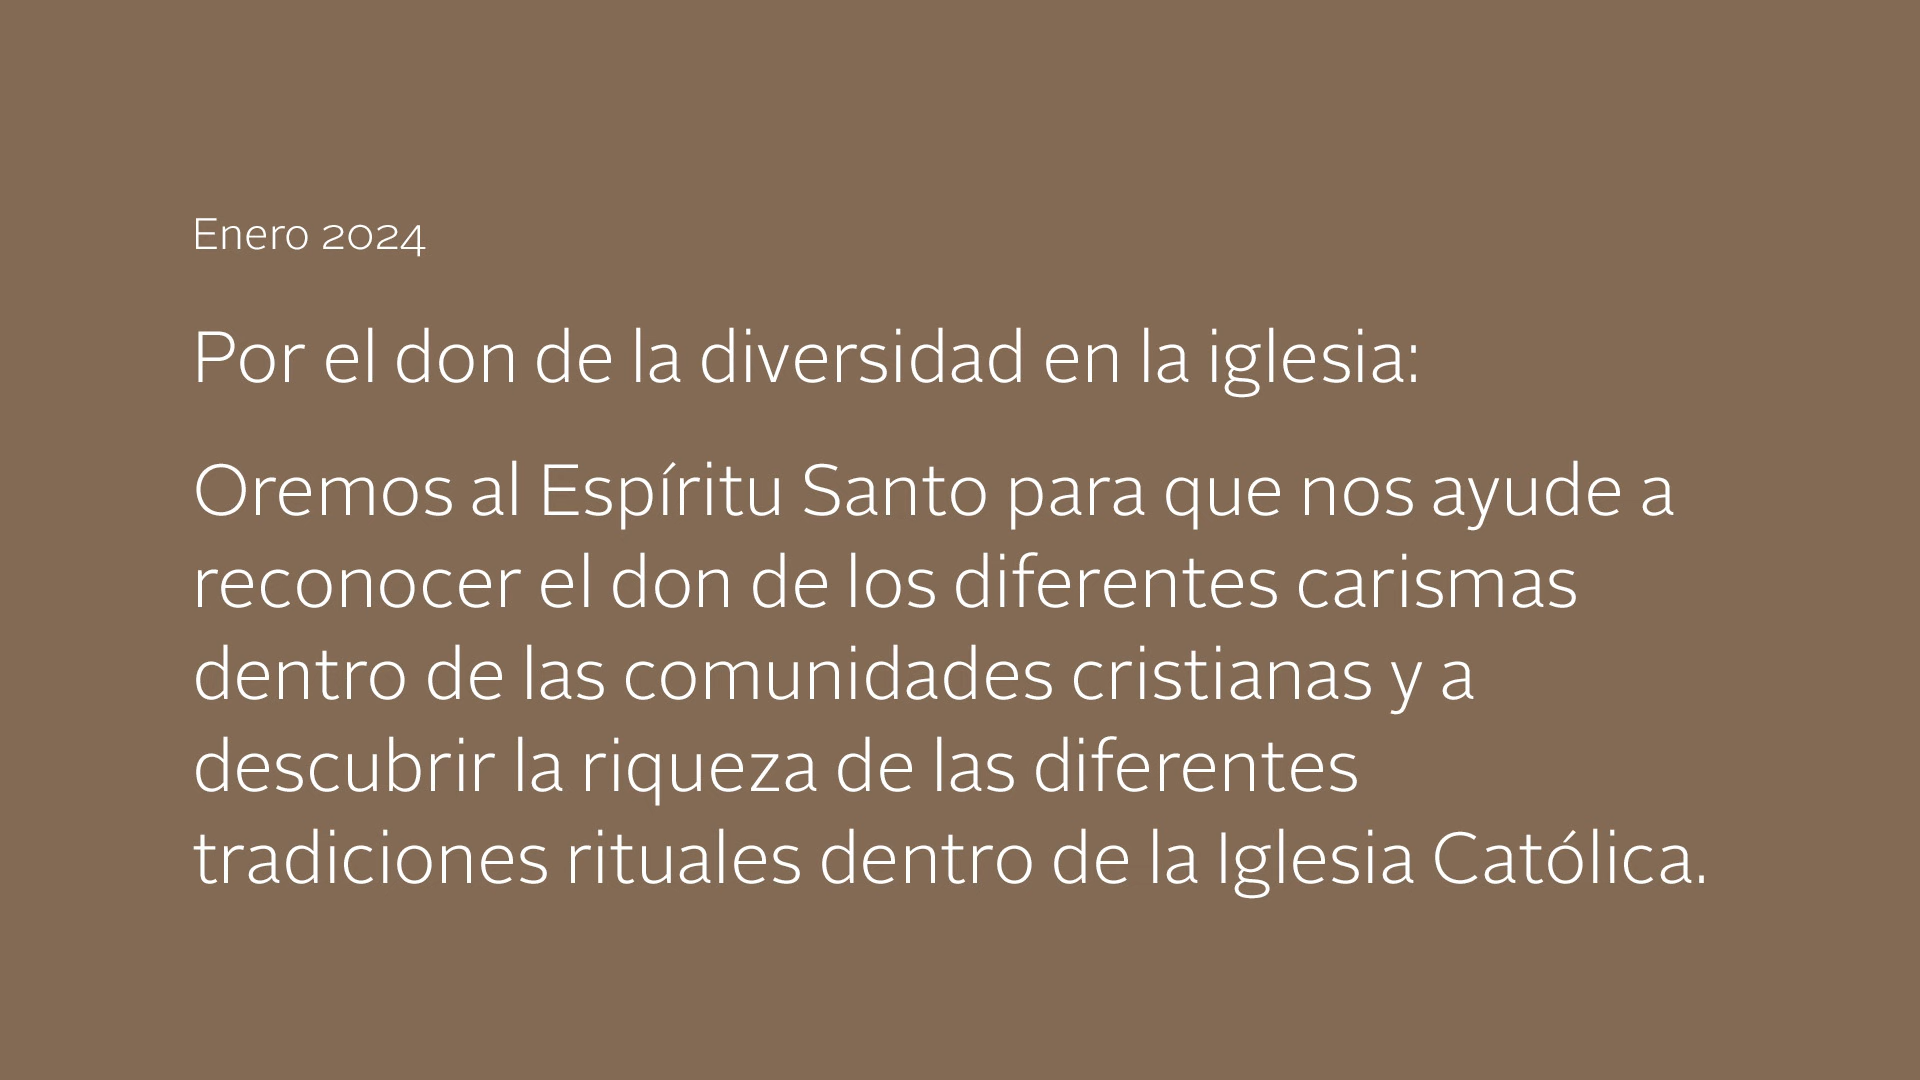 Enero 2024
Por el don de la diversidad en la iglesia:
Oremos al Espíritu Santo para que nos ayude a
reconocer el don de los diferentes carismas
dentro de las comunidades cristianas y a
descubrir la riqueza de las diferentes
tradiciones rituales dentro de la Iglesia Católica.